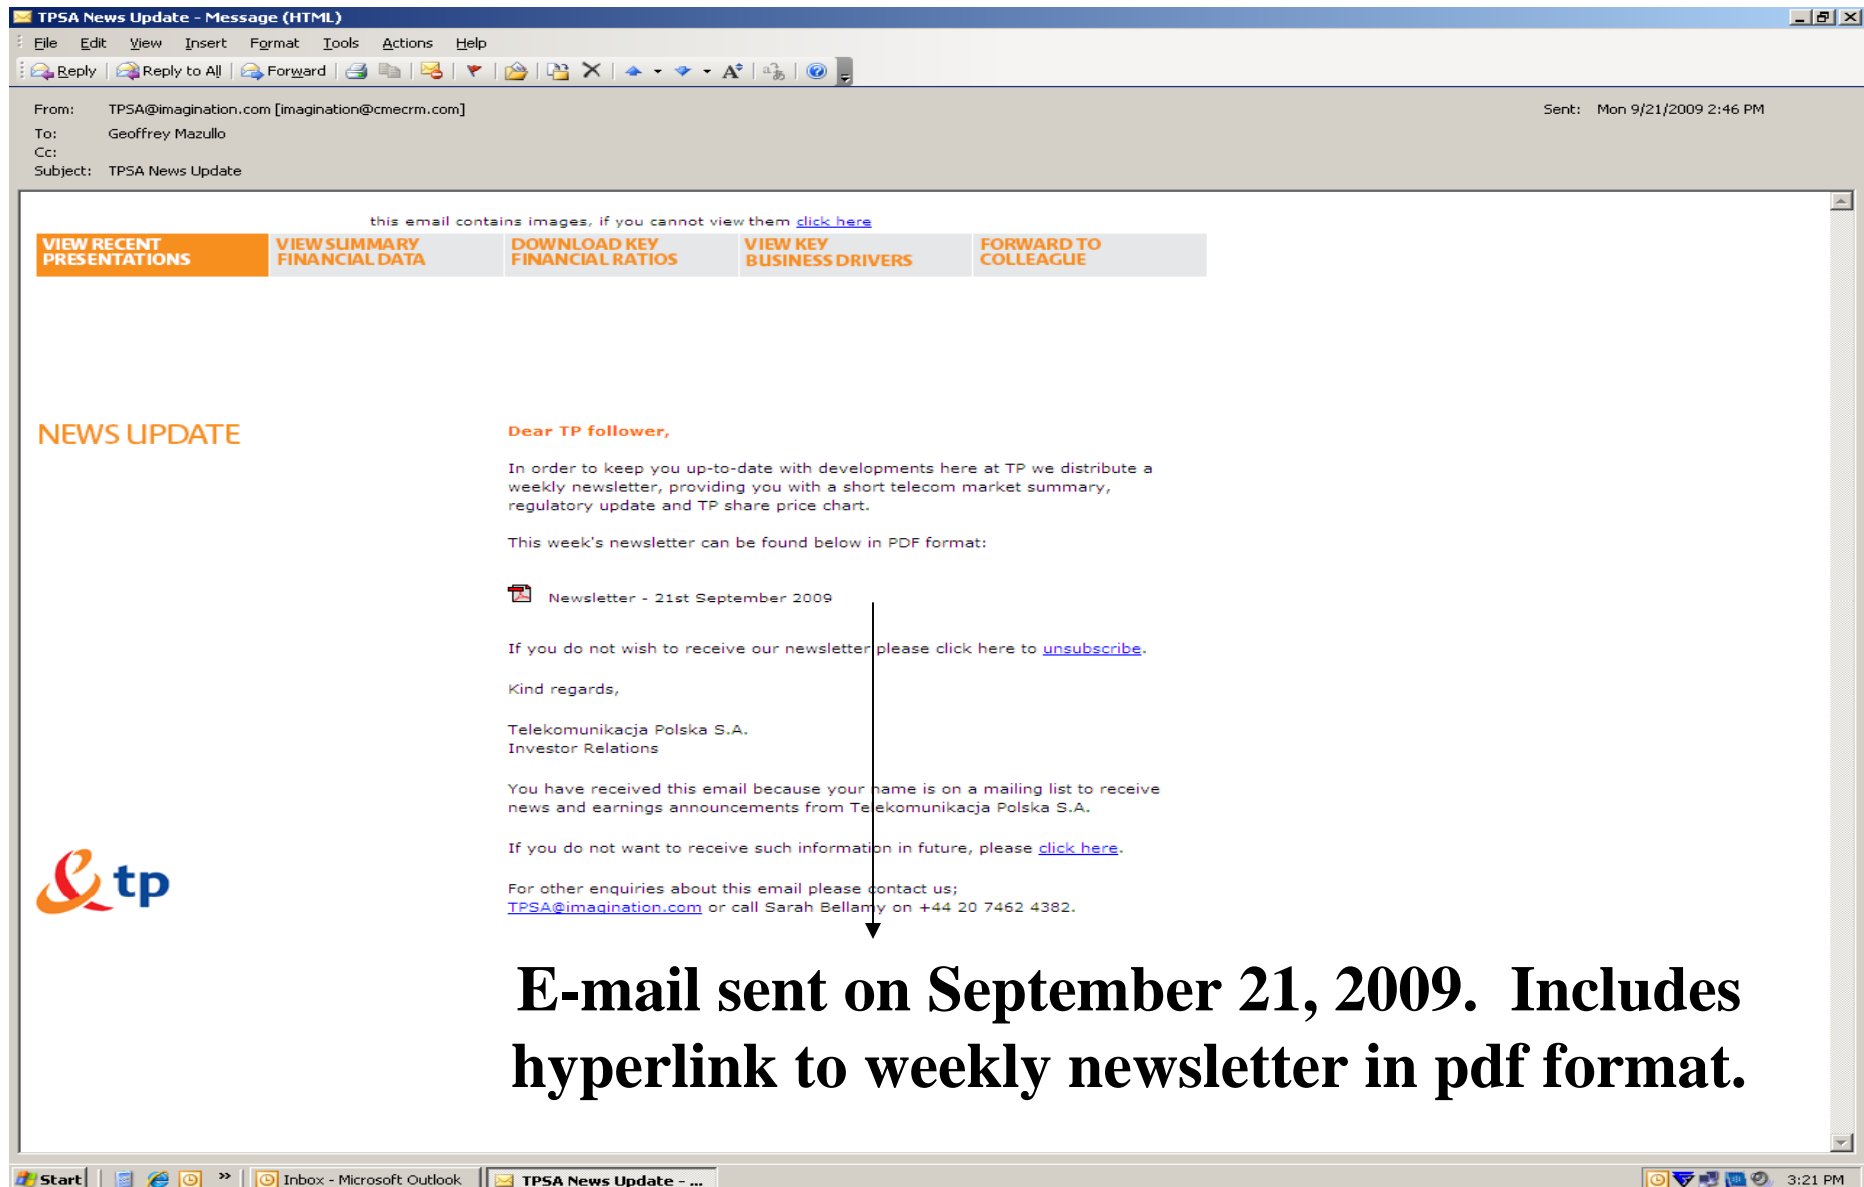 TPSA News Update - Message (HTML)
File Edit View Insert Format Tools Actions Help
Reply Reply to All Forward
From: TPSA@imagination.com [imagination@cmecrm.com] Sent: Mon 9/21/2009 2:46 PM
To: Geoffrey Mazullo
Cc:
Subject: TPSA News Update
this email contains images, if you cannot view them click here
VIEW RECENT PRESENTATIONS
VIEW SUMMARY FINANCIAL DATA
DOWNLOAD KEY FINANCIAL RATIOS
VIEW KEY BUSINESS DRIVERS
FORWARD TO COLLEAGUE
NEWS UPDATE
Dear TP follower,
In order to keep you up-to-date with developments here at TP we distribute a
weekly newsletter, providing you with a short telecom market summary,
regulatory update and TP share price chart.
This week's newsletter can be found below in PDF format:
Newsletter - 21st September 2009
If you do not wish to receive our newsletter please click here to unsubscribe.
Kind regards,
Telekomunikacja Polska S.A.
Investor Relations
You have received this email because your name is on a mailing list to receive
news and earnings announcements from Telekomunikacja Polska S.A.
If you do not want to receive such information in future, please click here.
For other enquiries about this email please contact us;
TPSA@imagination.com or call Sarah Bellamy on +44 20 7462 4382.
tp
E-mail sent on September 21, 2009. Includes
hyperlink to weekly newsletter in pdf format.
Start Inbox - Microsoft Outlook TPSA News Update - ... 3:21 PM